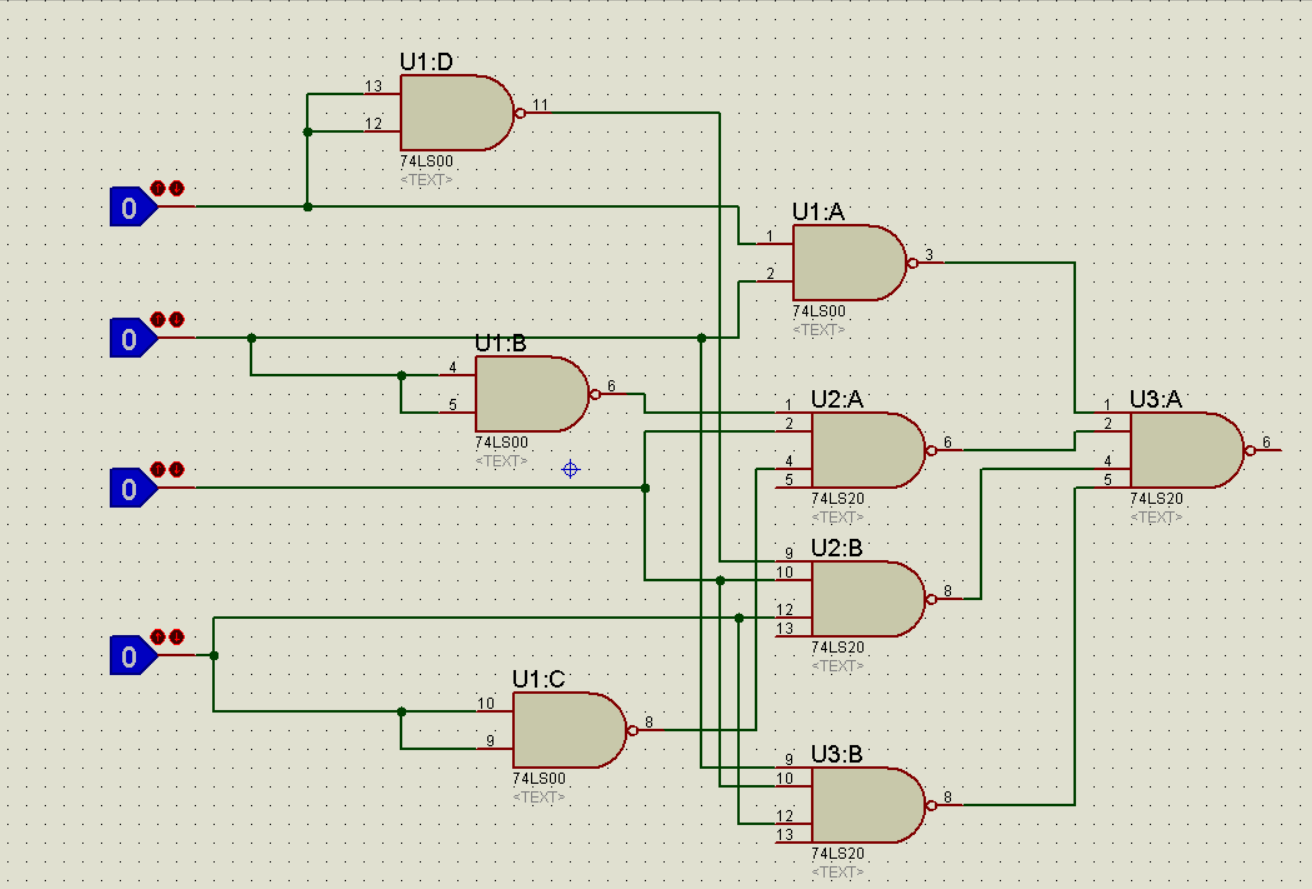 U1:D
13
12
11
74LS00
<TEXT>
0
U1:A
1
2
3
74LS00
<TEXT>
0
U1:B
4
5
6
74LS00
<TEXT>
U2:A
1
2
4
5
6
74LS20
<TEXT>
U3:A
1
2
4
5
6
74LS20
<TEXT>
0
U2:B
9
10
12
13
8
74LS20
<TEXT>
0
U1:C
10
9
8
74LS00
<TEXT>
U3:B
9
10
12
13
8
74LS20
<TEXT>